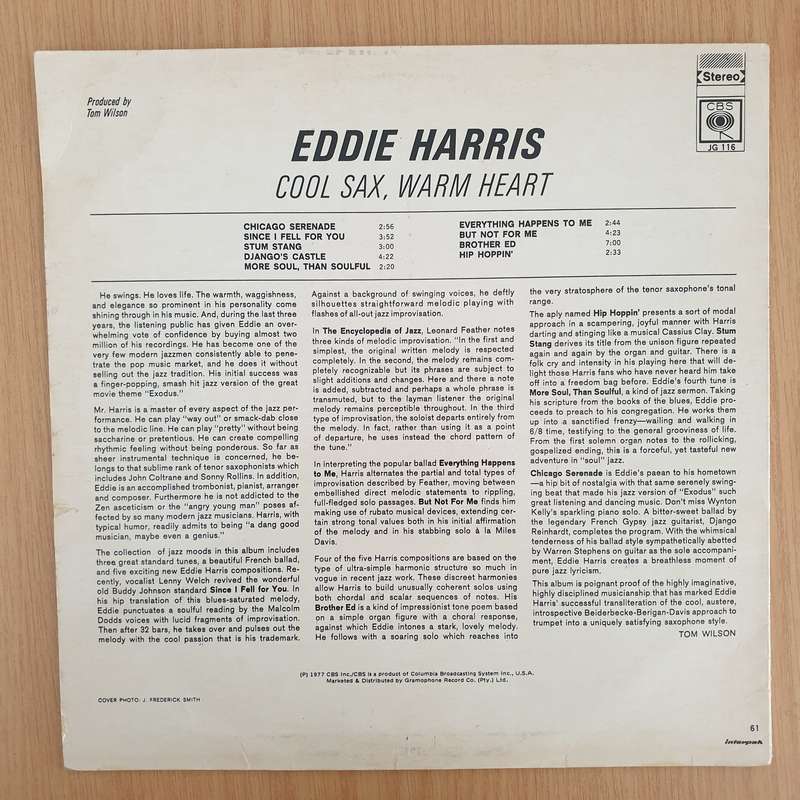 Stereo
CBS
JG 116
Produced by
Tom Wilson
EDDIE HARRIS
COOL SAX, WARM HEART
CHICAGO SERENADE 2:56
SINCE I FELL FOR YOU 3:52
STUM STANG 3:00
DJANGO'S CASTLE 4:22
MORE SOUL, THAN SOULFUL 2:20
EVERYTHING HAPPENS TO ME 2:44
BUT NOT FOR ME 4:23
BROTHER ED 7:00
HIP HOPPIN' 2:33
He swings. He loves life. The warmth, waggishness,
and elegance so prominent in his personality come
shining through in his music. And, during the last three
years, the listening public has given Eddie an over-
whelming vote of confidence by buying almost two
million of his recordings. He has become one of the
very few modern jazzmen consistently able to pene-
trate the pop music market, and he does it without
selling out the jazz tradition. His initial success was
a finger-popping, smash hit jazz version of the great
movie theme "Exodus."
Mr. Harris is a master of every aspect of the jazz per-
formance. He can play "way out" or smack-dab close
to the melodic line. He can play "pretty" without being
saccharine or pretentious. He can create compelling
rhythmic feeling without being ponderous. So far as
sheer instrumental technique is concerned, he be-
longs to that sublime rank of tenor saxophonists which
includes John Coltrane and Sonny Rollins. In addition,
Eddie is an accomplished trombonist, pianist, arranger
and composer. Furthermore he is not addicted to the
Zen asceticism or the "angry young man" poses af-
fected by so many modern jazz musicians. Harris, with
typical humor, readily admits to being "a dang good
musician, maybe even a genius."
The collection of jazz moods in this album includes
three great standard tunes, a beautiful French ballad,
and five exciting new Eddie Harris compositions. Re-
cently, vocalist Lenny Welch revived the wonderful
old Buddy Johnson standard Since I Fell for You. In
his hip translation of this blues-saturated melody,
Eddie punctuates a soulful reading by the Malcolm
Dodds voices with lucid fragments of improvisation.
Then after 32 bars, he takes over and pulses out the
melody with the cool passion that is his trademark.
Against a background of swinging voices, he deftly
silhouettes straightforward melodic playing with
flashes of all-out jazz improvisation.
In The Encyclopedia of Jazz, Leonard Feather notes
three kinds of melodic improvisation. "In the first and
simplest, the original written melody is respected
completely. In the second, the melody remains com-
pletely recognizable but its phrases are subject to
slight additions and changes. Here and there a note
is added, subtracted and perhaps a whole phrase is
transmuted, but to the layman listener the original
melody remains perceptible throughout. In the third
type of improvisation, the soloist departs entirely from
the melody. In fact, rather than using it as a point
of departure, he uses instead the chord pattern of
the tune."
In interpreting the popular ballad Everything Happens
to Me, Harris alternates the partial and total types of
improvisation described by Feather, moving between
embellished direct melodic statements to rippling,
full-fledged solo passages. But Not For Me finds him
making use of rubato musical devices, extending cer-
tain strong tonal values both in his initial affirmation
of the melody and in his stabbing solo à la Miles
Davis.
Four of the five Harris compositions are based on the
type of ultra-simple harmonic structure so much in
vogue in recent jazz work. These discreet harmonies
allow Harris to build unusually coherent solos using
both chordal and scalar sequences of notes. His
Brother Ed is a kind of impressionist tone poem based
on a simple organ figure with a choral response,
against which Eddie intones a stark, lovely melody.
He follows with a soaring solo which reaches into
the very stratosphere of the tenor saxophone's tonal
range.
The aply named Hip Hoppin' presents a sort of modal
approach in a scampering, joyful manner with Harris
darting and stinging like a musical Cassius Clay. Stum
Stang derives its title from the unison figure repeated
again and again by the organ and guitar. There is a
folk cry and intensity in his playing here that will de-
light those Harris fans who have never heard him take
off into a freedom bag before. Eddie's fourth tune is
More Soul, Than Soulful, a kind of jazz sermon. Taking
his scripture from the books of the blues, Eddie pro-
ceeds to preach to his congregation. He works them
up into a sanctified frenzy—wailing and walking in
6/8 time, testifying to the general grooviness of life.
From the first solemn organ notes to the rollicking,
gospelized ending, this is a forceful, yet tasteful new
adventure in "soul" jazz.
Chicago Serenade is Eddie's paean to his hometown
—a hip bit of nostalgia with that same serenely swing-
ing beat that made his jazz version of "Exodus" such
great listening and dancing music. Don't miss Wynton
Kelly's sparkling piano solo. A bitter-sweet ballad by
the legendary French Gypsy jazz guitarist, Django
Reinhardt, completes the program. With the whimsical
tenderness of his ballad style sympathetically abetted
by Warren Stephens on guitar as the sole accompani-
ment, Eddie Harris creates a breathless moment of
pure jazz lyricism.
This album is poignant proof of the highly imaginative,
highly disciplined musicianship that has marked Eddie
Harris' successful transliteration of the cool, austere,
introspective Beiderbecke-Berigan-Davis approach to
trumpet into a uniquely satisfying saxophone style.
TOM WILSON
(P) 1977 CBS Inc./CBS is a product of Columbia Broadcasting System Inc., U.S.A.
Marketed & Distributed by Gramophone Record Co. (Pty.) Ltd.
COVER PHOTO: J. FREDERICK SMITH
61
interpak